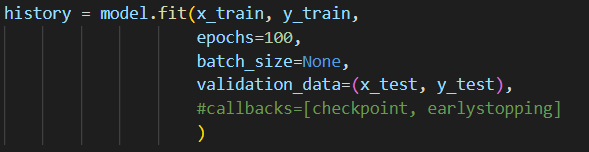 history = model.fit(x_train, y_train,
epochs=100,
batch_size=None,
validation_data=(x_test, y_test),
#callbacks=[checkpoint, earlystopping]
)